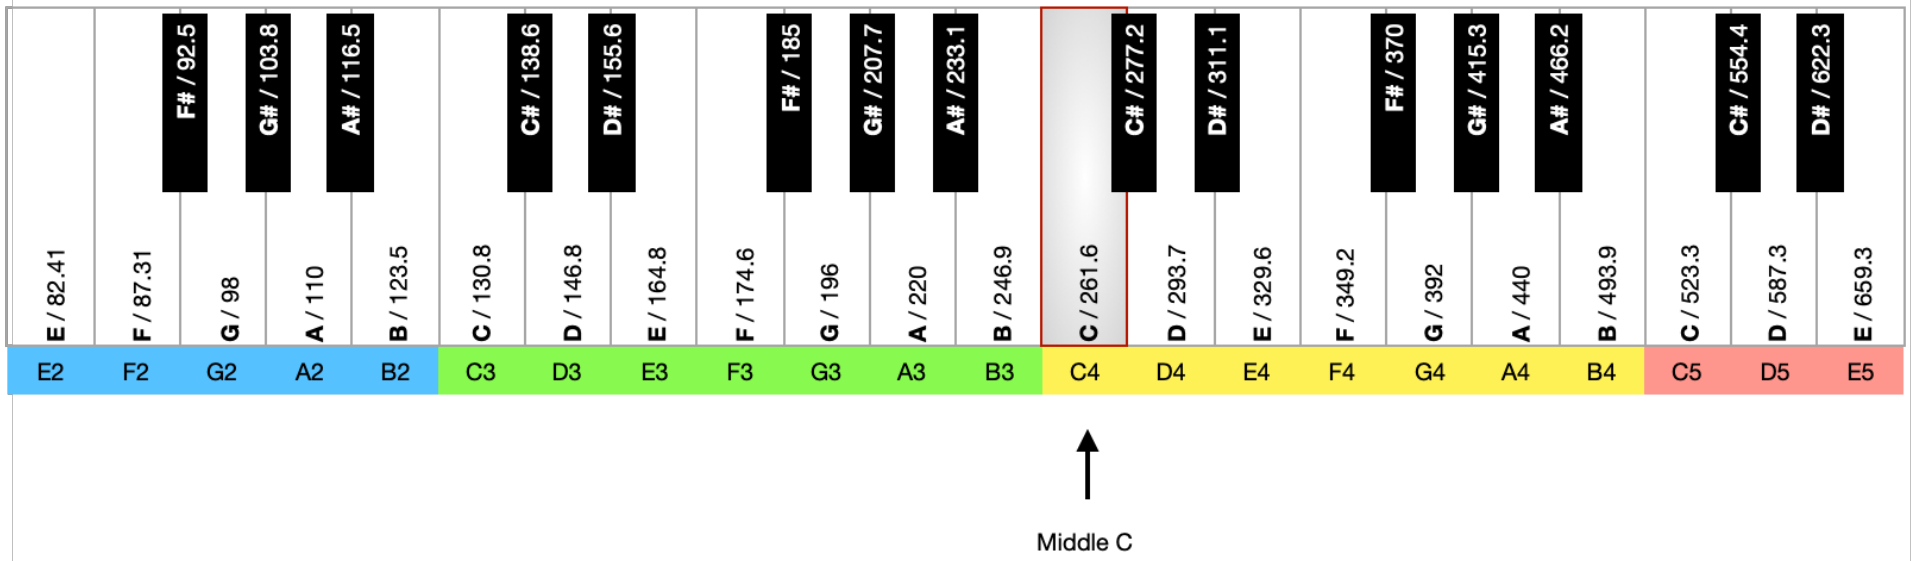 F# / 92.5
G# / 103.8
A# / 116.5
C# / 138.6
D# / 155.6
F# / 185
G# / 207.7
A# / 233.1
C# / 277.2
D# / 311.1
F# / 370
G# / 415.3
A# / 466.2
C# / 554.4
D# / 622.3
E / 82.41
F / 87.31
G / 98
A / 110
B / 123.5
C / 130.8
D / 146.8
E / 164.8
F / 174.6
G / 196
A / 220
B / 246.9
C / 261.6
D / 293.7
E / 329.6
F / 349.2
G / 392
A / 440
B / 493.9
C / 523.3
D / 587.3
E / 659.3
E2 F2 G2 A2 B2 C3 D3 E3 F3 G3 A3 B3 C4 D4 E4 F4 G4 A4 B4 C5 D5 E5
Middle C